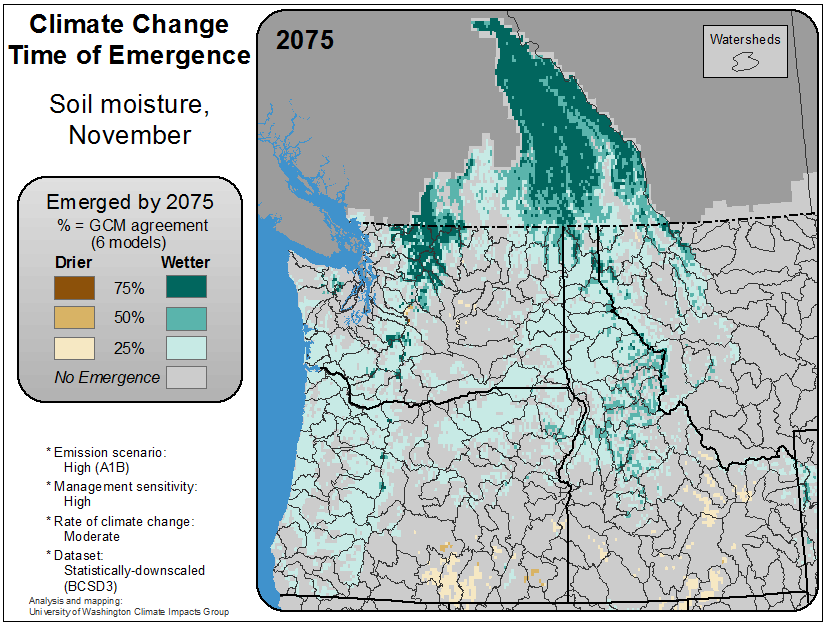 Climate Change
Time of Emergence
Soil moisture,
November
Emerged by 2075
% = GCM agreement
(6 models)
Drier Wetter
75%
50%
25%
No Emergence
* Emission scenario:
High (A1B)
* Management sensitivity:
High
* Rate of climate change:
Moderate
* Dataset:
Statistically-downscaled
(BCSD3)
Analysis and mapping:
University of Washington Climate Impacts Group
2075
Watersheds